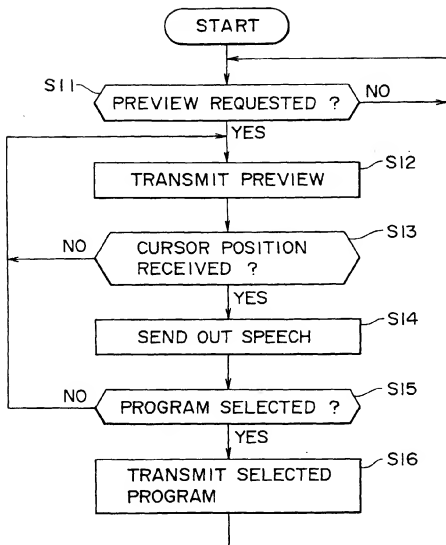 START
S11
PREVIEW REQUESTED ?
NO
YES
TRANSMIT PREVIEW
S12
NO
CURSOR POSITION
RECEIVED ?
S13
YES
SEND OUT SPEECH
S14
NO
PROGRAM SELECTED ?
S15
YES
TRANSMIT SELECTED
PROGRAM
S16